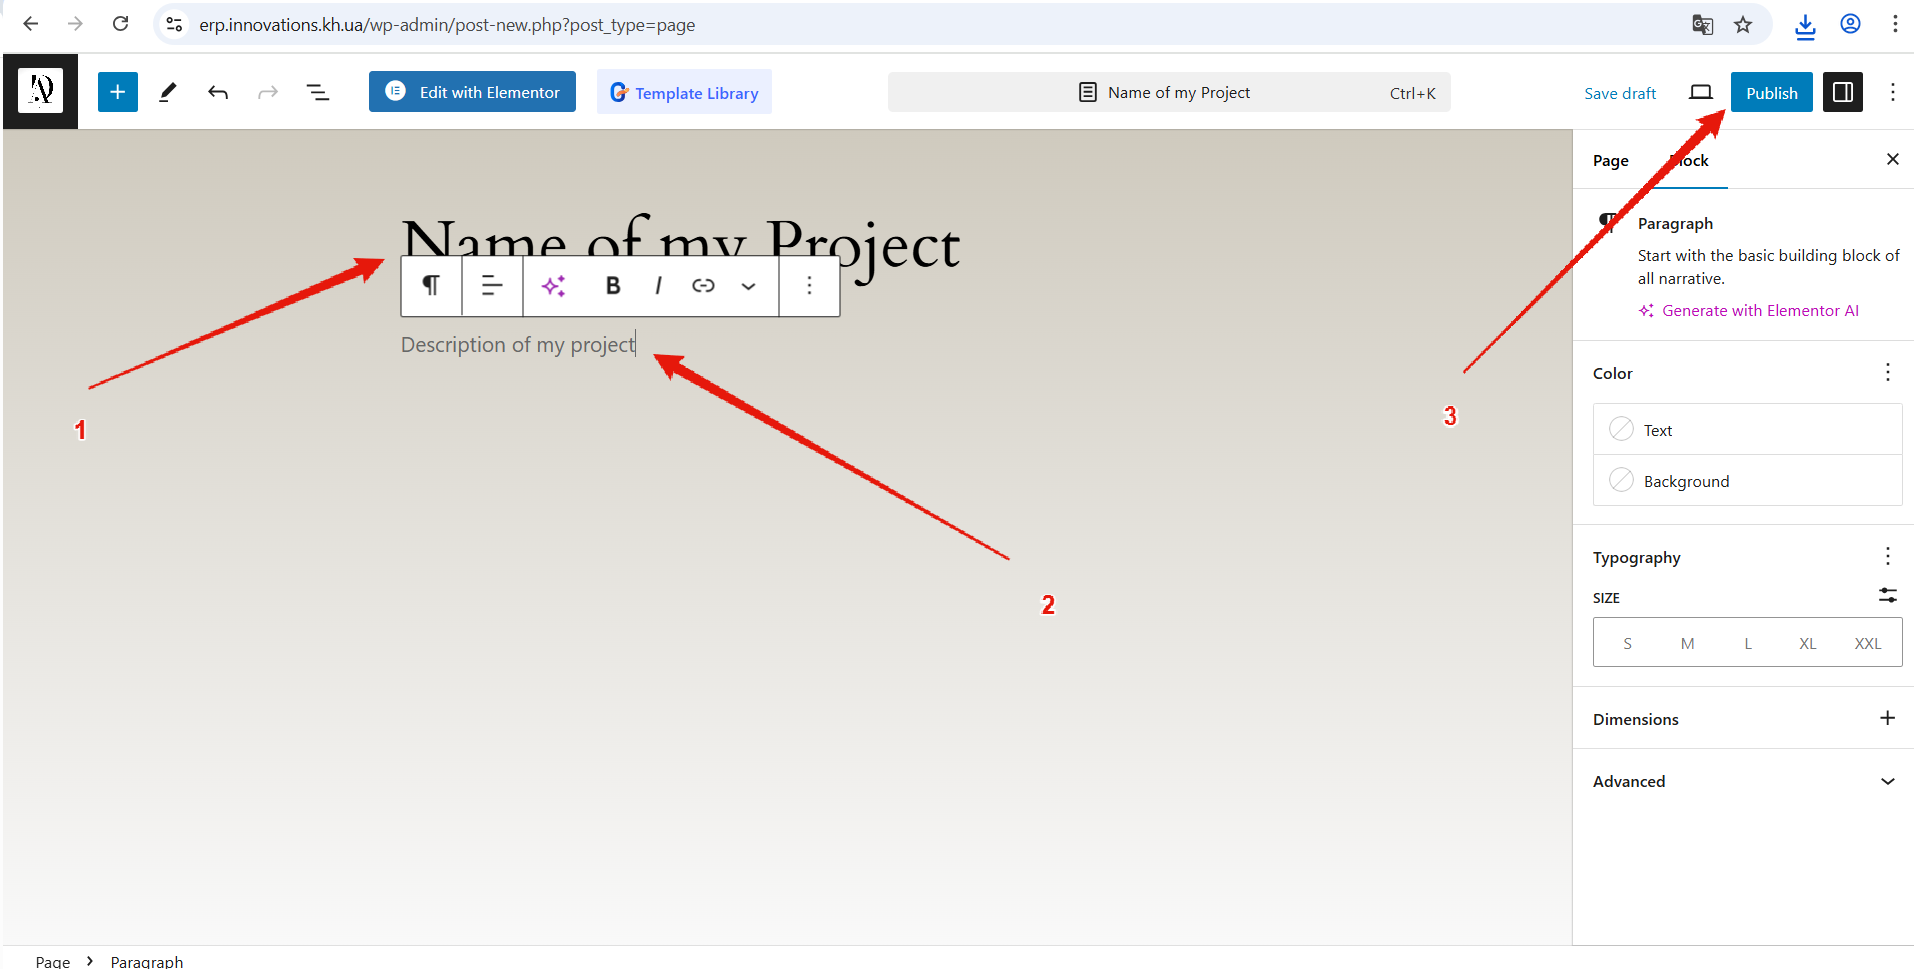 erp.innovations.kh.ua/wp-admin/post-new.php?post_type=page
Edit with Elementor
Template Library
Name of my Project
Ctrl+K
Save draft
Publish
Page
lock
Name of my Project
B I
Description of my project
1
2
3
Paragraph
Start with the basic building block of
all narrative.
Generate with Elementor AI
Color
Text
Background
Typography
SIZE
S M L XL XXL
Dimensions
Advanced
Page > Paragraph